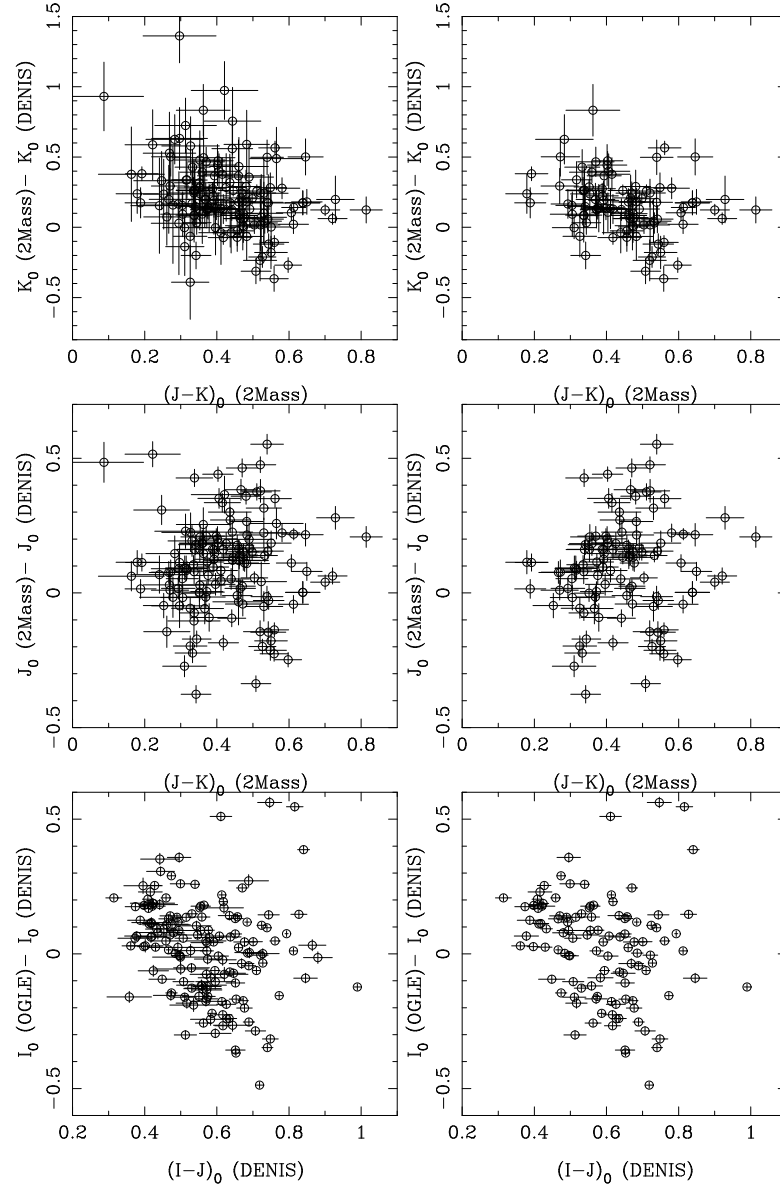 K₀ (2Mass)− K₀ (DENIS)
1.5
1
0.5
0
−0.5
0 0.2 0.4 0.6 0.8
(J−K)₀ (2Mass)
K₀ (2Mass)− K₀ (DENIS)
1.5
1
0.5
0
−0.5
0 0.2 0.4 0.6 0.8
(J−K)₀ (2Mass)
J₀ (2Mass)− J₀ (DENIS)
0.5
0
−0.5
0 0.2 0.4 0.6 0.8
(J−K)₀ (2Mass)
J₀ (2Mass)− J₀ (DENIS)
0.5
0
−0.5
0 0.2 0.4 0.6 0.8
(J−K)₀ (2Mass)
I₀ (OGLE)− I₀ (DENIS)
0.5
0
−0.5
0.2 0.4 0.6 0.8 1
(I−J)₀ (DENIS)
I₀ (OGLE)− I₀ (DENIS)
0.5
0
−0.5
0.2 0.4 0.6 0.8 1
(I−J)₀ (DENIS)